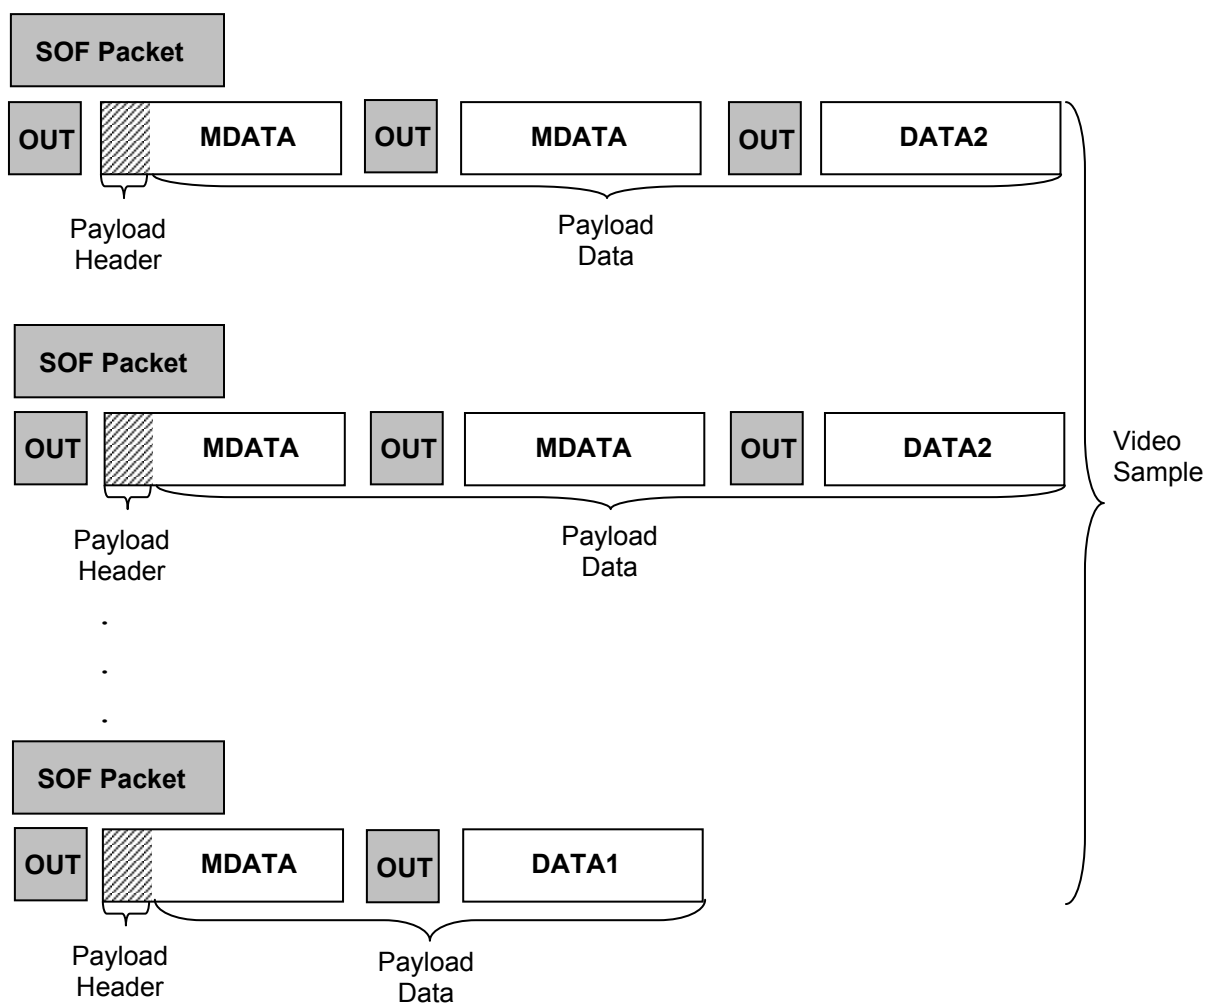 SOF Packet
OUT MDATA OUT MDATA OUT DATA2
Payload
Header
Payload
Data
SOF Packet
OUT MDATA OUT MDATA OUT DATA2
Payload
Header
Payload
Data
Video
Sample
.
.
.
SOF Packet
OUT MDATA OUT DATA1
Payload
Header
Payload
Data